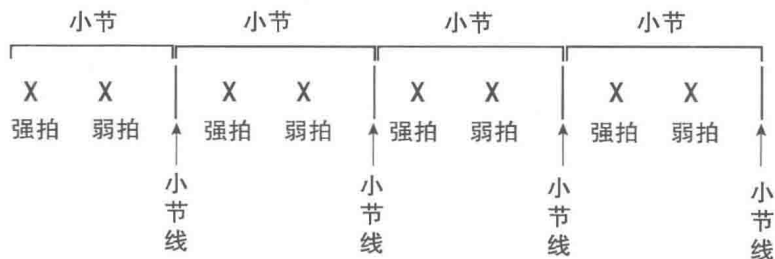 小节 小节 小节 小节
X X X X X X X X
强拍 弱拍 强拍 弱拍 强拍 弱拍 强拍 弱拍
小节线 小节线 小节线 小节线